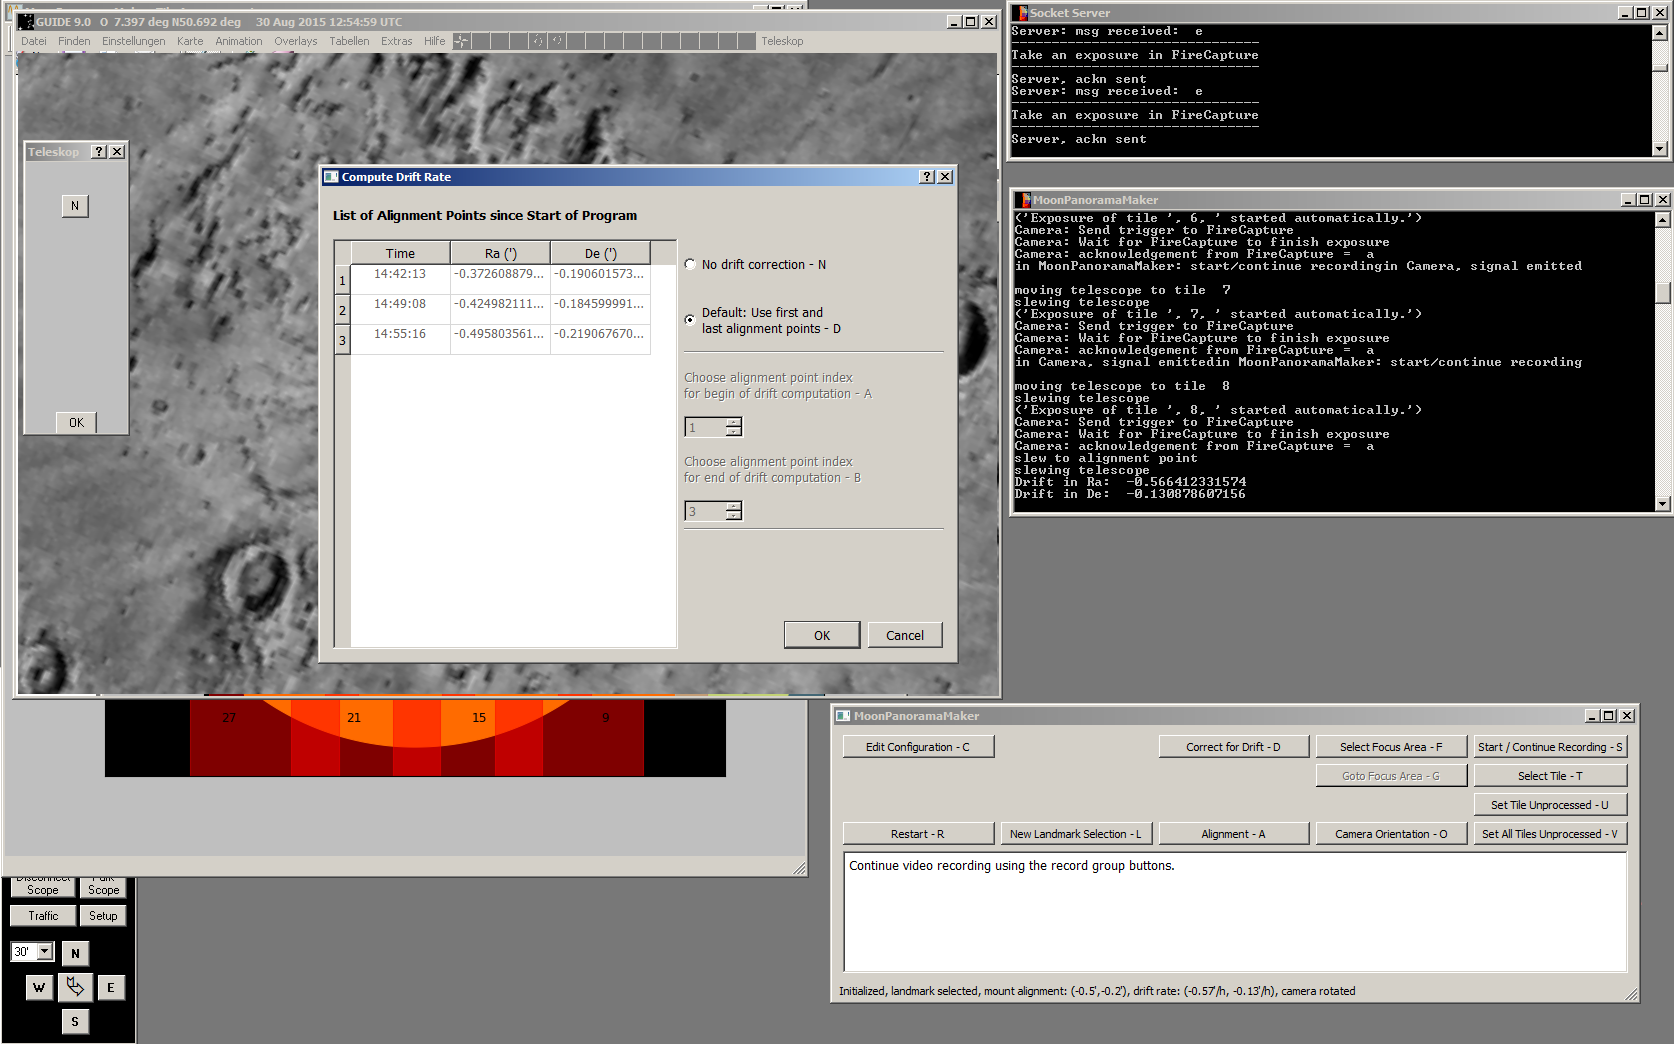 GUIDE 9.0   O  7.397 deg N50.692 deg    30 Aug 2015 12:54:59 UTC
Datei Finden Einstellungen Karte Animation Overlays Tabellen Extras Hilfe Teleskop
Teleskop
N
OK
Compute Drift Rate
List of Alignment Points since Start of Program
Time Ra (') De (')
1 14:42:13 -0.372608879... -0.190601573...
2 14:49:08 -0.424982111... -0.184599991...
3 14:55:16 -0.495803561... -0.219067670...
No drift correction - N
Default: Use first and
last alignment points - D
Choose alignment point index
for begin of drift computation - A
1
Choose alignment point index
for end of drift computation - B
3
OK Cancel
27 21 15 9
Disconnect
Scope
Park
Scope
Traffic Setup
30'
N
W E
S
Socket Server
Server: msg received:  e
-------------------------------
Take an exposure in FireCapture
-------------------------------
Server, ackn sent
Server: msg received:  e
-------------------------------
Take an exposure in FireCapture
-------------------------------
Server, ackn sent
MoonPanoramaMaker
('Exposure of tile ', 6, ' started automatically.')
Camera: Send trigger to FireCapture
Camera: Wait for FireCapture to finish exposure
Camera: acknowledgement from FireCapture =  a
in MoonPanoramaMaker: start/continue recordingin Camera, signal emitted
moving telescope to tile  7
slewing telescope
('Exposure of tile ', 7, ' started automatically.')
Camera: Send trigger to FireCapture
Camera: Wait for FireCapture to finish exposure
Camera: acknowledgement from FireCapture =  a
in Camera, signal emittedin MoonPanoramaMaker: start/continue recording
moving telescope to tile  8
slewing telescope
('Exposure of tile ', 8, ' started automatically.')
Camera: Send trigger to FireCapture
Camera: Wait for FireCapture to finish exposure
Camera: acknowledgement from FireCapture =  a
slew to alignment point
slewing telescope
Drift in Ra:  -0.566412331574
Drift in De:  -0.130878607156
MoonPanoramaMaker
Edit Configuration - C Correct for Drift - D Select Focus Area - F Start / Continue Recording - S
Goto Focus Area - G Select Tile - T
Set Tile Unprocessed - U
Restart - R New Landmark Selection - L Alignment - A Camera Orientation - O Set All Tiles Unprocessed - V
Continue video recording using the record group buttons.
Initialized, landmark selected, mount alignment: (-0.5',-0.2'), drift rate: (-0.57'/h, -0.13'/h), camera rotated